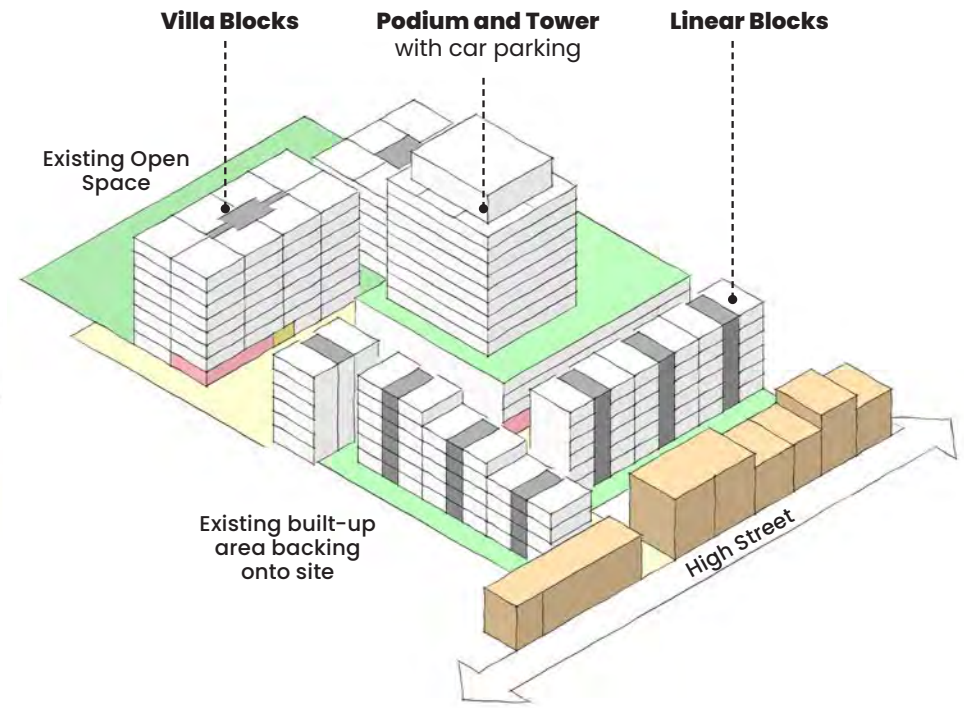 Villa Blocks
Podium and Tower
with car parking
Linear Blocks
Existing Open
Space
Existing built-up
area backing
onto site
High Street